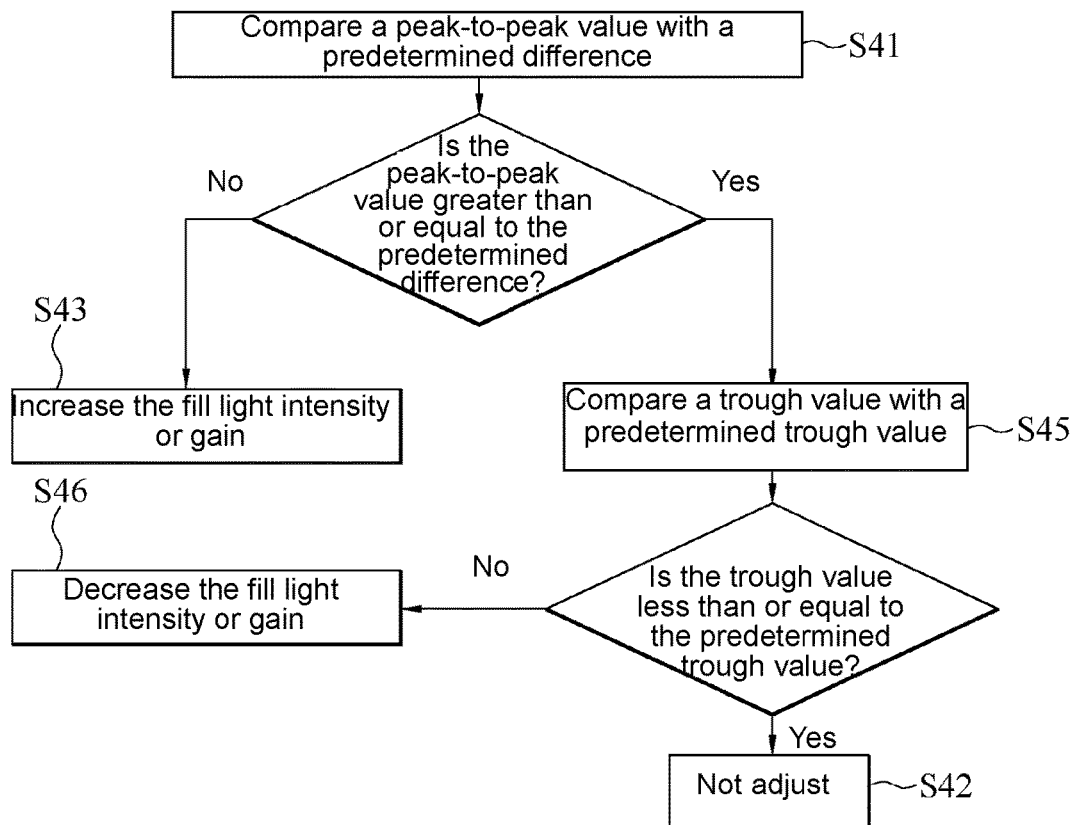 Compare a peak-to-peak value with a
predetermined difference
S41
Is the
peak-to-peak
value greater than
or equal to the
predetermined
difference?
No
Yes
S43
Increase the fill light intensity
or gain
Compare a trough value with a
predetermined trough value
S45
S46
Decrease the fill light
intensity or gain
No
Is the trough value
less than or equal to
the predetermined
trough value?
Yes
Not adjust
S42